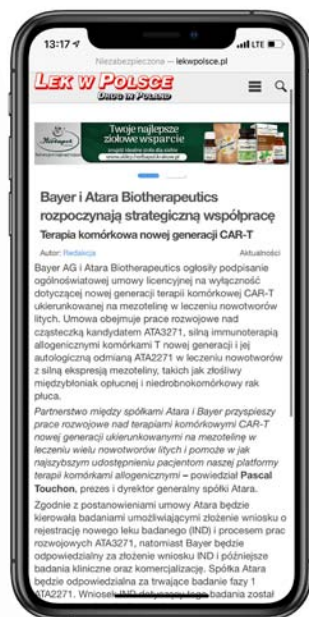 13:17
LTE
Niezabezpieczona — lekwpolsce.pl
LEK W POLSCE
DRUG IN POLAND
Twoje najlepsze
ziołowe wsparcie
Bayer i Atara Biotherapeutics
rozpoczynają strategiczną współpracę
Terapia komórkowa nowej generacji CAR-T
Autor: Redakcja Aktualności
Bayer AG i Atara Biotherapeutics ogłosiły podpisanie
ogólnoświatowej umowy licencyjnej na wyłączność
dotyczącej nowej generacji terapii komórkowej CAR-T
ukierunkowanej na mezotelinę w leczeniu nowotworów
litych. Umowa obejmuje prace rozwojowe nad
cząsteczką kandydatem ATA3271, silną immunoterapią
allogenicznymi komórkami T nowej generacji i jej
autologiczną odmianą ATA2271 w leczeniu nowotworów
z silną ekspresją mezoteliny, takich jak złośliwy
międzybłoniak opłucnej i niedrobnokomórkowy rak
płuca.
Partnerstwo między spółkami Atara i Bayer przyspieszy
prace rozwojowe nad terapiami komórkowymi CAR-T
nowej generacji ukierunkowanymi na mezotelinę w
leczeniu wielu nowotworów litych i pomoże w jak
najszybszym udostępnieniu pacjentom naszej platformy
terapii komórkami allogenicznymi – powiedział Pascal
Touchon, prezes i dyrektor generalny spółki Atara.
Zgodnie z postanowieniami umowy Atara będzie
kierowała badaniami umożliwiającymi złożenie wniosku o
rejestrację nowego leku badanego (IND) i procesem prac
rozwojowych ATA3271, natomiast Bayer będzie
odpowiedzialny za złożenie wniosku IND i późniejsze
badania kliniczne oraz komercjalizację. Spółka Atara
będzie odpowiedzialna za trwające badanie fazy 1
ATA2271. Wniosek IND dotyczący tego badania został